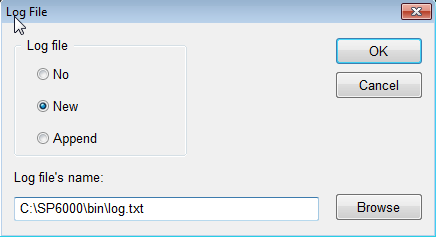 Log File
Log file
No
New
Append
OK
Cancel
Log file's name:
C:\SP6000\bin\log.txt
Browse